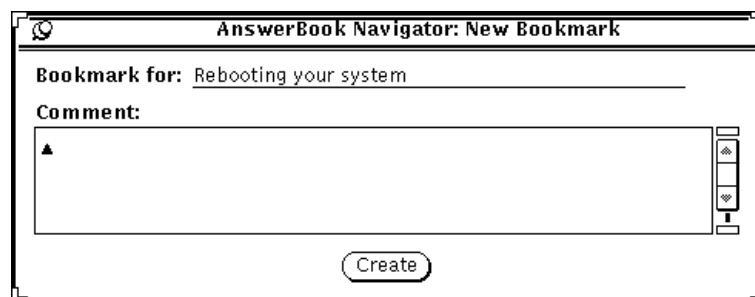 AnswerBook Navigator: New Bookmark
Bookmark for: Rebooting your system
Comment:
Create